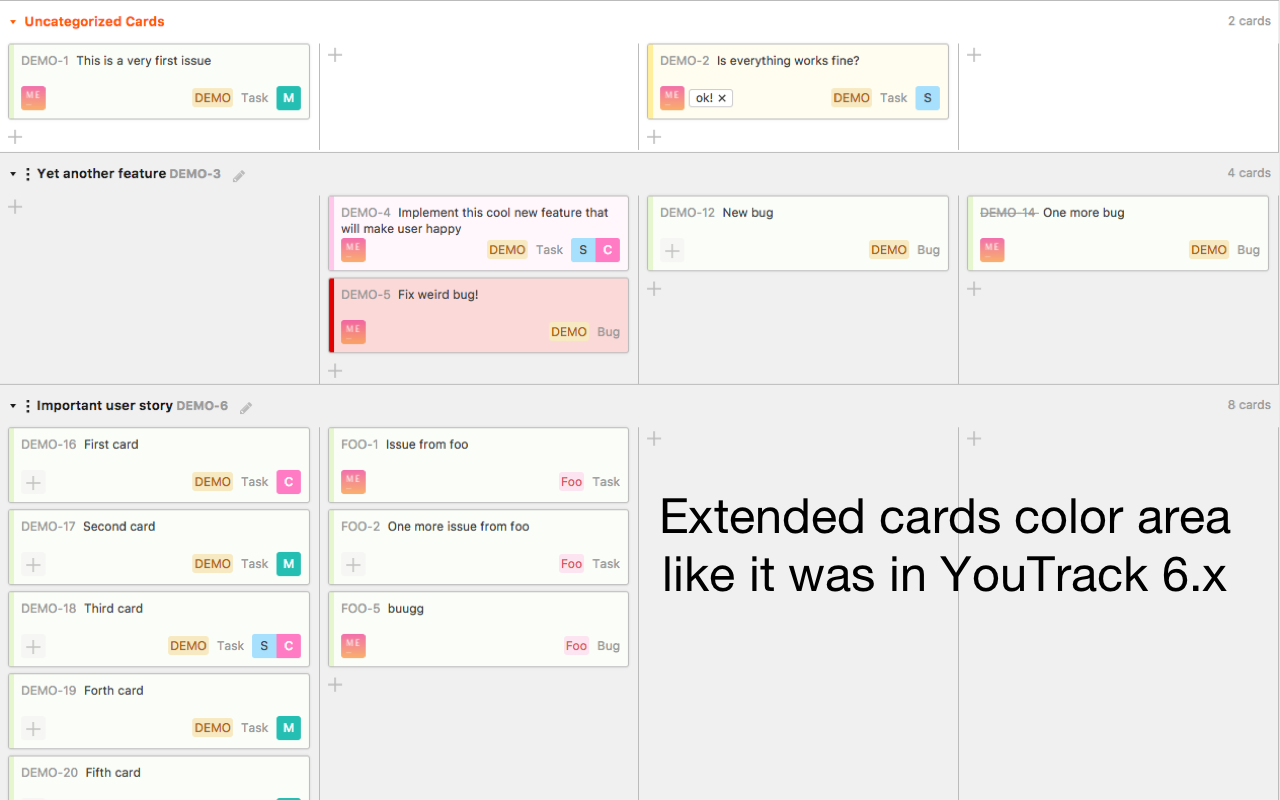 Uncategorized Cards 2 cards
DEMO-1 This is a very first issue
ME DEMO Task M
DEMO-2 Is everything works fine?
ME ok! × DEMO Task S
Yet another feature DEMO-3 4 cards
DEMO-4 Implement this cool new feature that
will make user happy
ME DEMO Task S C
DEMO-5 Fix weird bug!
ME DEMO Bug
DEMO-12 New bug
DEMO Bug
DEMO-14 One more bug
ME DEMO Bug
Important user story DEMO-6 8 cards
DEMO-16 First card
DEMO Task C
DEMO-17 Second card
DEMO Task M
DEMO-18 Third card
DEMO Task S C
DEMO-19 Forth card
DEMO Task M
DEMO-20 Fifth card
FOO-1 Issue from foo
ME Foo Task
FOO-2 One more issue from foo
Foo Task
FOO-5 buugg
ME Foo Bug
Extended cards color area
like it was in YouTrack 6.x